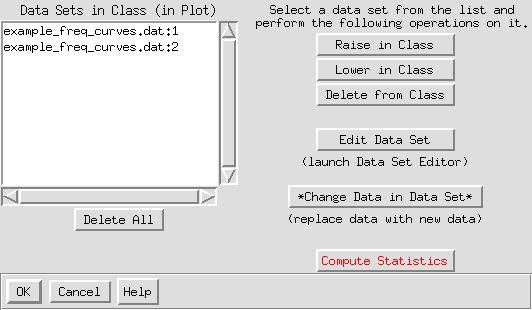 Data Sets in Class (in Plot)
example_freq_curves.dat:1
example_freq_curves.dat:2
Delete All
Select a data set from the list and
perform the following operations on it.
Raise in Class
Lower in Class
Delete from Class
Edit Data Set
(launch Data Set Editor)
*Change Data in Data Set*
(replace data with new data)
Compute Statistics
OK
Cancel
Help